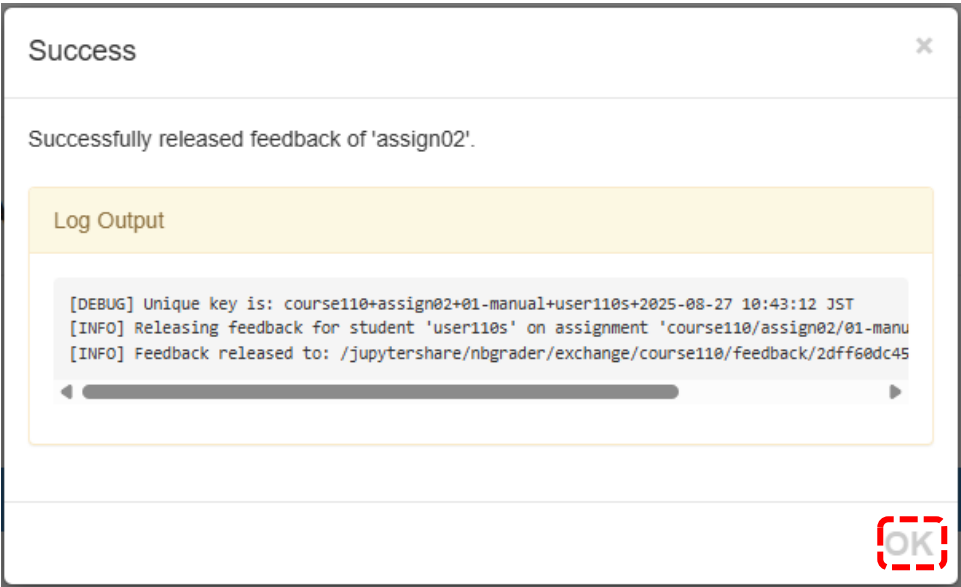 Success
×
Successfully released feedback of 'assign02'.
Log Output
[DEBUG] Unique key is: course110+assign02+01-manual+user110s+2025-08-27 10:43:12 JST
[INFO] Releasing feedback for student 'user110s' on assignment 'course110/assign02/01-manu
[INFO] Feedback released to: /jupytershare/nbgrader/exchange/course110/feedback/2dff60dc45
OK